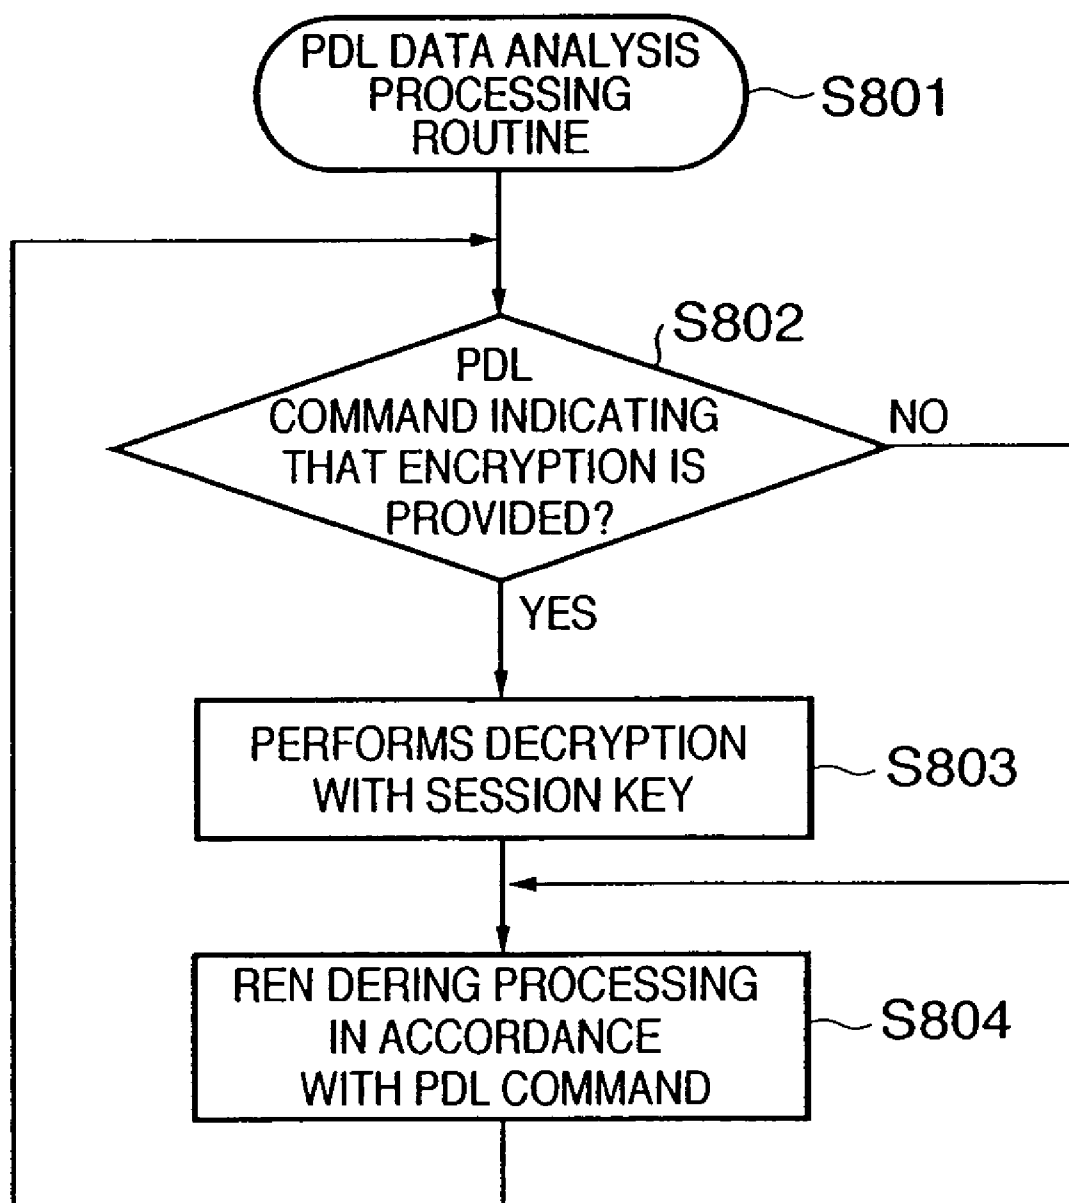 PDL DATA ANALYSIS
PROCESSING
ROUTINE
S801
S802
PDL
COMMAND INDICATING
THAT ENCRYPTION IS
PROVIDED?
NO
YES
PERFORMS DECRYPTION
WITH SESSION KEY
S803
REN DERING PROCESSING
IN ACCORDANCE
WITH PDL COMMAND
S804